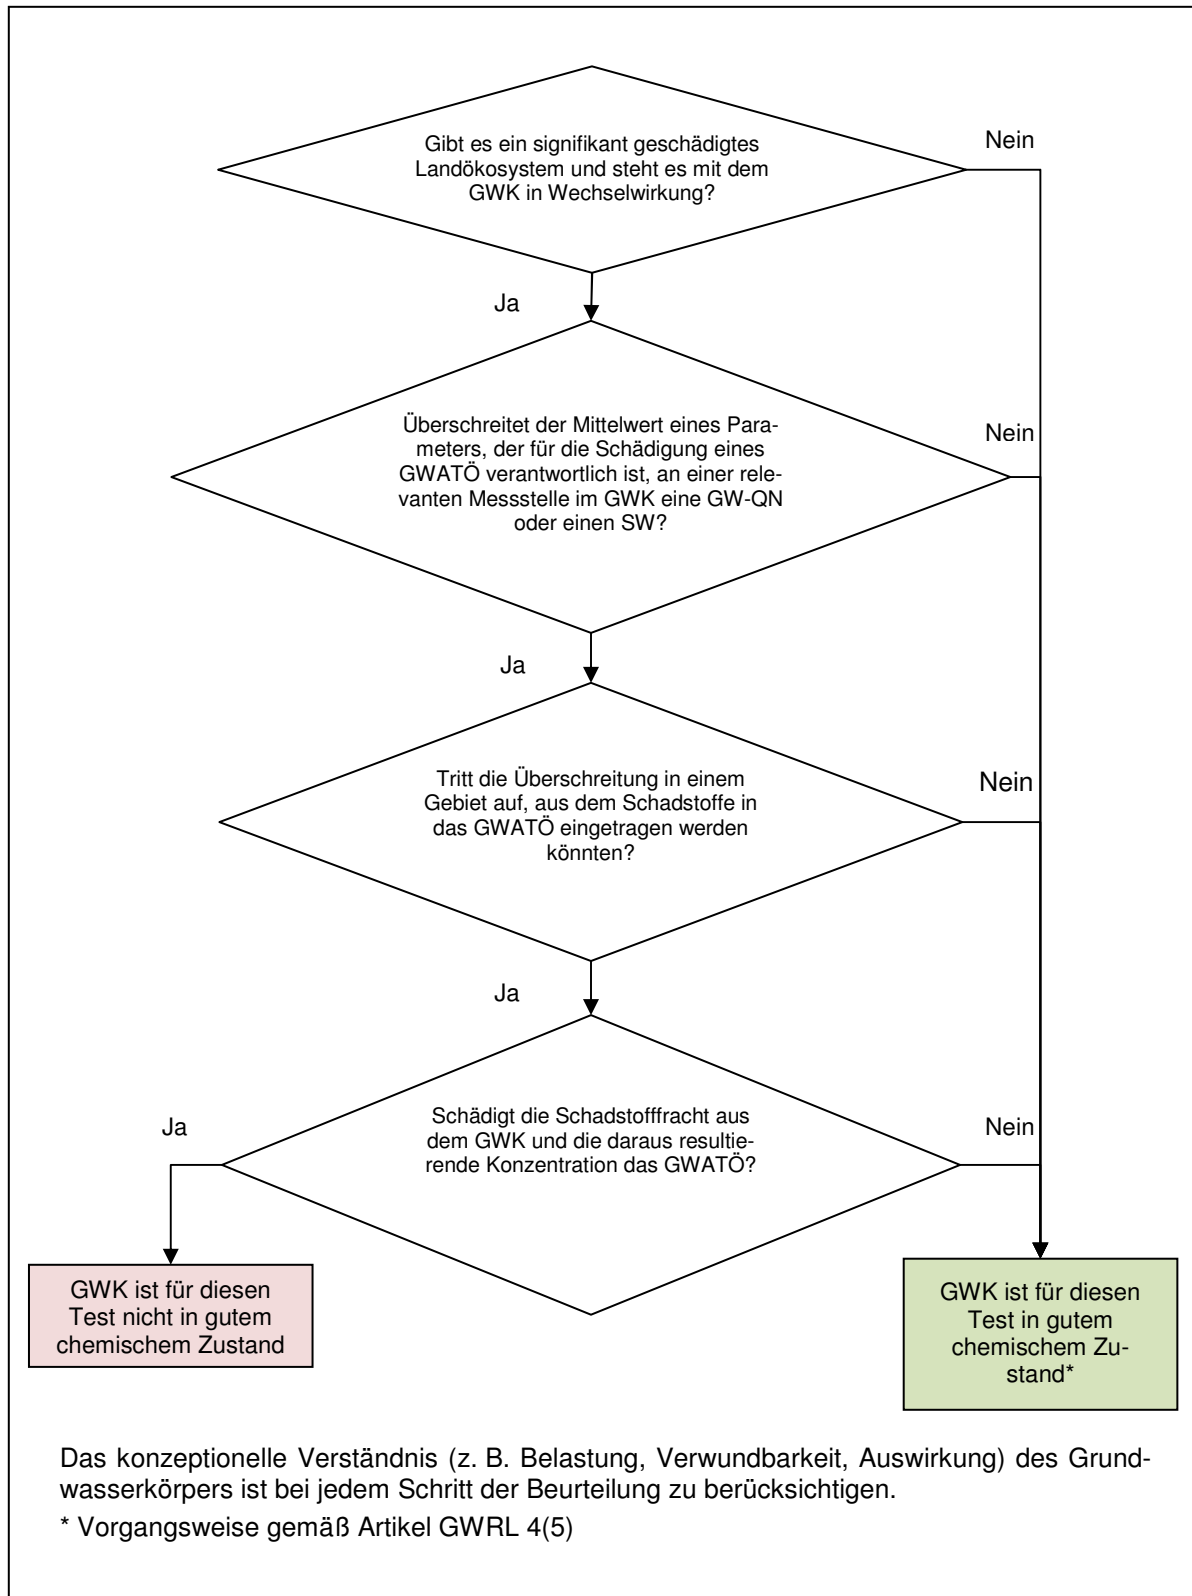 Gibt es ein signifikant geschädigtes
Landökosystem und steht es mit dem
GWK in Wechselwirkung?
Nein
Ja
Überschreitet der Mittelwert eines Para-
meters, der für die Schädigung eines
GWATÖ verantwortlich ist, an einer rele-
vanten Messstelle im GWK eine GW-QN
oder einen SW?
Nein
Ja
Tritt die Überschreitung in einem
Gebiet auf, aus dem Schadstoffe in
das GWATÖ eingetragen werden
könnten?
Nein
Ja
Schädigt die Schadstofffracht aus
dem GWK und die daraus resultie-
rende Konzentration das GWATÖ?
Ja
Nein
GWK ist für diesen
Test nicht in gutem
chemischem Zustand
GWK ist für diesen
Test in gutem
chemischem Zu-
stand*
Das konzeptionelle Verständnis (z. B. Belastung, Verwundbarkeit, Auswirkung) des Grund-
wasserkörpers ist bei jedem Schritt der Beurteilung zu berücksichtigen.
* Vorgangsweise gemäß Artikel GWRL 4(5)